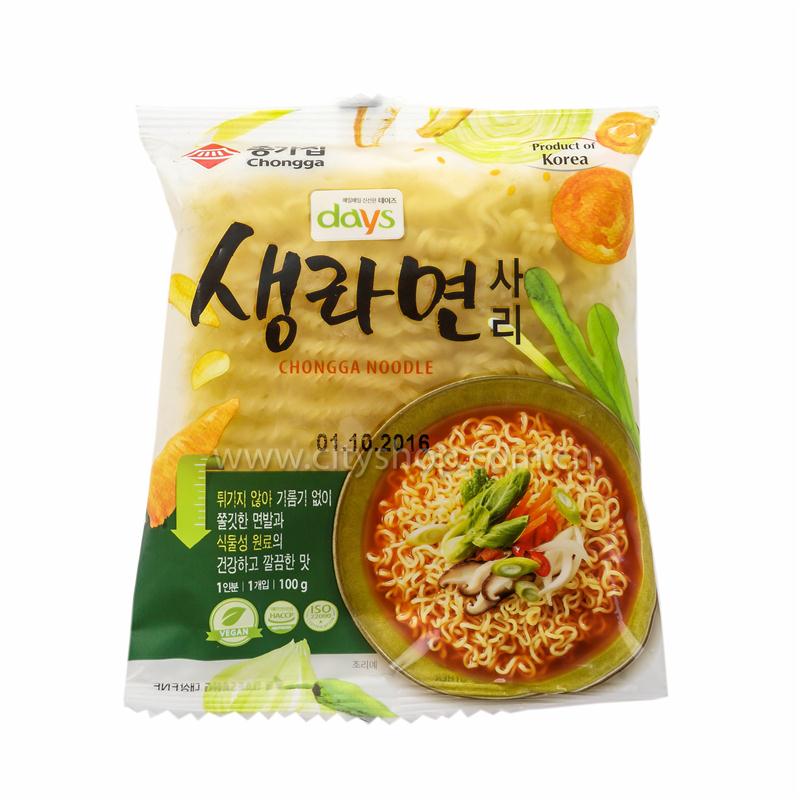 종가집
Chongga
Product of
Korea
매일매일 신선한 데이즈
days
생라면
사리
CHONGGA NOODLE
01.10.2016
www.cityshop.com.cn
튀기지 않아 기름기 없이
쫄깃한 면발과
식물성 원료의
건강하고 깔끔한 맛
1인분 | 1개입 | 100 g
VEGAN
HACCP
ISO
22000
조리예